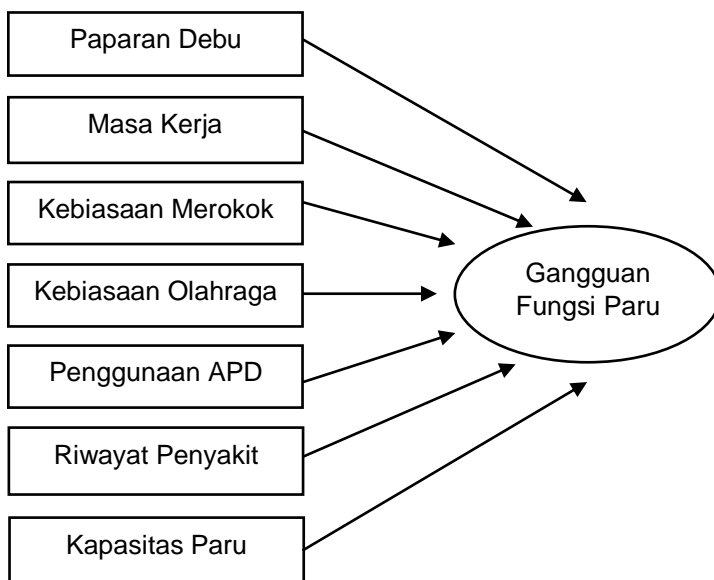 Paparan Debu
Masa Kerja
Kebiasaan Merokok
Kebiasaan Olahraga
Penggunaan APD
Riwayat Penyakit
Kapasitas Paru
Gangguan
Fungsi Paru